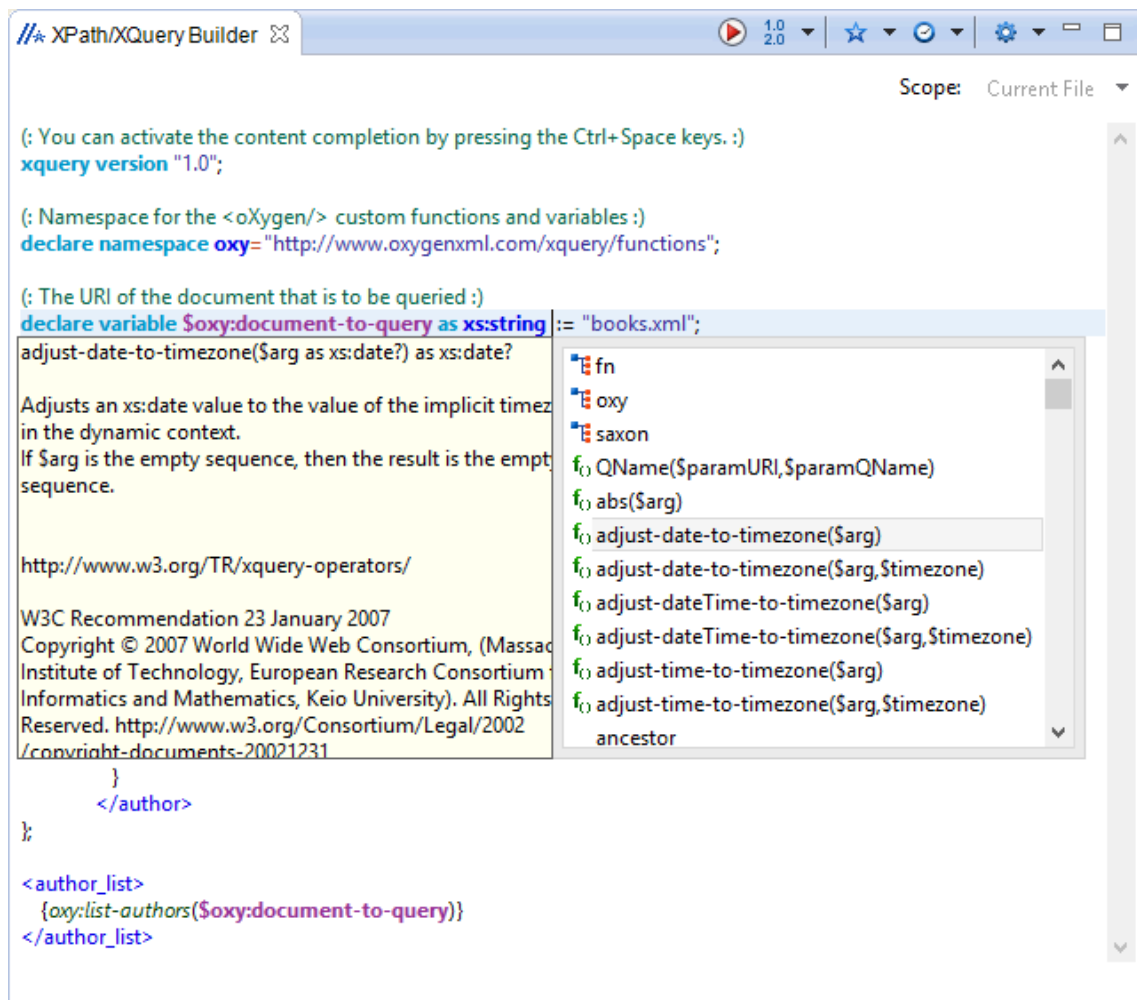 XPath/XQuery Builder
1.0
2.0
Scope: Current File
(: You can activate the content completion by pressing the Ctrl+Space keys. :)
xquery version "1.0";
(: Namespace for the <oXygen/> custom functions and variables :)
declare namespace oxy="http://www.oxygenxml.com/xquery/functions";
(: The URI of the document that is to be queried :)
declare variable $oxy:document-to-query as xs:string := "books.xml";
adjust-date-to-timezone($arg as xs:date?) as xs:date?
Adjusts an xs:date value to the value of the implicit timez
in the dynamic context.
If $arg is the empty sequence, then the result is the empt
sequence.
http://www.w3.org/TR/xquery-operators/
W3C Recommendation 23 January 2007
Copyright © 2007 World Wide Web Consortium, (Massac
Institute of Technology, European Research Consortium
Informatics and Mathematics, Keio University). All Rights
Reserved. http://www.w3.org/Consortium/Legal/2002
/copyright-documents-20021231
fn
oxy
saxon
QName($paramURI,$paramQName)
abs($arg)
adjust-date-to-timezone($arg)
adjust-date-to-timezone($arg,$timezone)
adjust-dateTime-to-timezone($arg)
adjust-dateTime-to-timezone($arg,$timezone)
adjust-time-to-timezone($arg)
adjust-time-to-timezone($arg,$timezone)
ancestor
}
</author>
};
<author_list>
{oxy:list-authors($oxy:document-to-query)}
</author_list>